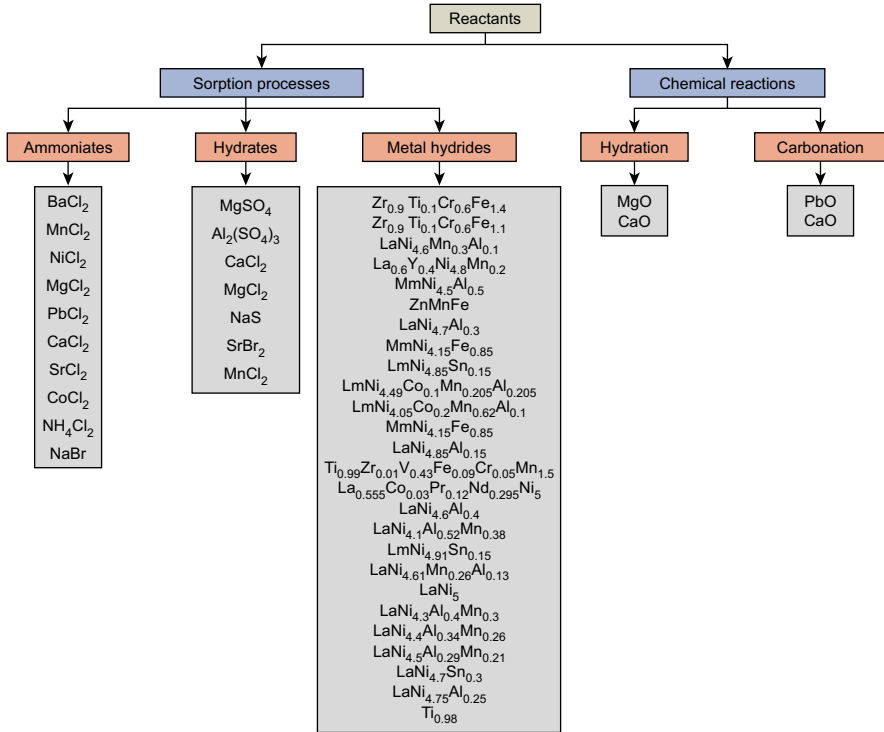 Reactants
Sorption processes
Chemical reactions
Ammoniates
Hydrates
Metal hydrides
Hydration
Carbonation
BaCl₂
MnCl₂
NiCl₂
MgCl₂
PbCl₂
CaCl₂
SrCl₂
CoCl₂
NH₄Cl₂
NaBr
MgSO₄
Al₂(SO₄)₃
CaCl₂
MgCl₂
NaS
SrBr₂
MnCl₂
Zr₀.₉ Ti₀.₁Cr₀.₆Fe₁.₄
Zr₀.₉ Ti₀.₁Cr₀.₆Fe₁.₁
LaNi₄.₆Mn₀.₃Al₀.₁
La₀.₆Y₀.₄Ni₄.₈Mn₀.₂
MmNi₄.₅Al₀.₅
ZnMnFe
LaNi₄.₇Al₀.₃
MmNi₄.₁₅Fe₀.₈₅
LmNi₄.₈₅Sn₀.₁₅
LmNi₄.₄₉Co₀.₁Mn₀.₂₀₅Al₀.₂₀₅
LmNi₄.₀₅Co₀.₂Mn₀.₆₂Al₀.₁
MmNi₄.₁₅Fe₀.₈₅
LaNi₄.₈₅Al₀.₁₅
Ti₀.₉₉Zr₀.₀₁V₀.₄₃Fe₀.₀₉Cr₀.₀₅Mn₁.₅
La₀.₅₅₅Co₀.₀₃Pr₀.₁₂Nd₀.₂₉₅Ni₅
LaNi₄.₆Al₀.₄
LaNi₄.₁Al₀.₅₂Mn₀.₃₈
LmNi₄.₉₁Sn₀.₁₅
LaNi₄.₆₁Mn₀.₂₆Al₀.₁₃
LaNi₅
LaNi₄.₃Al₀.₄Mn₀.₃
LaNi₄.₄Al₀.₃₄Mn₀.₂₆
LaNi₄.₅Al₀.₂₉Mn₀.₂₁
LaNi₄.₇Sn₀.₃
LaNi₄.₇₅Al₀.₂₅
Ti₀.₉₈
MgO
CaO
PbO
CaO